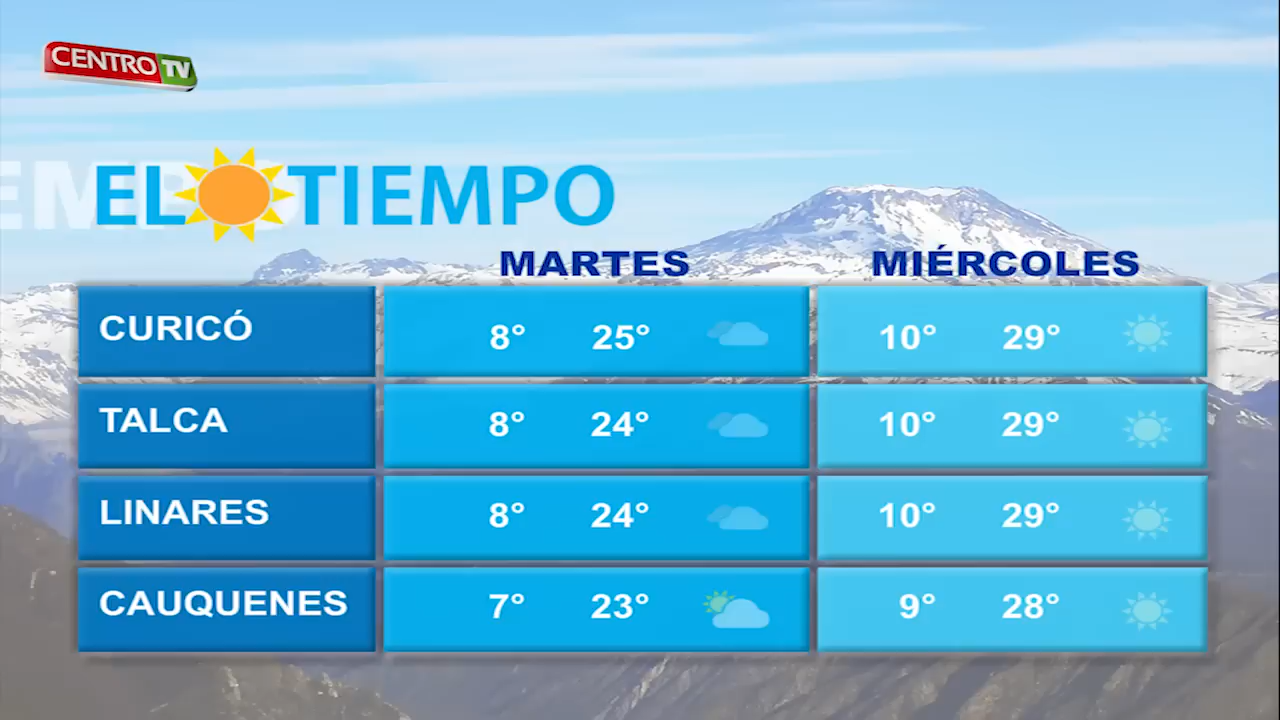 CENTRO TV
EMP
EL TIEMPO
MARTES MIÉRCOLES
CURICÓ 8° 25° 10° 29°
TALCA 8° 24° 10° 29°
LINARES 8° 24° 10° 29°
CAUQUENES 7° 23° 9° 28°